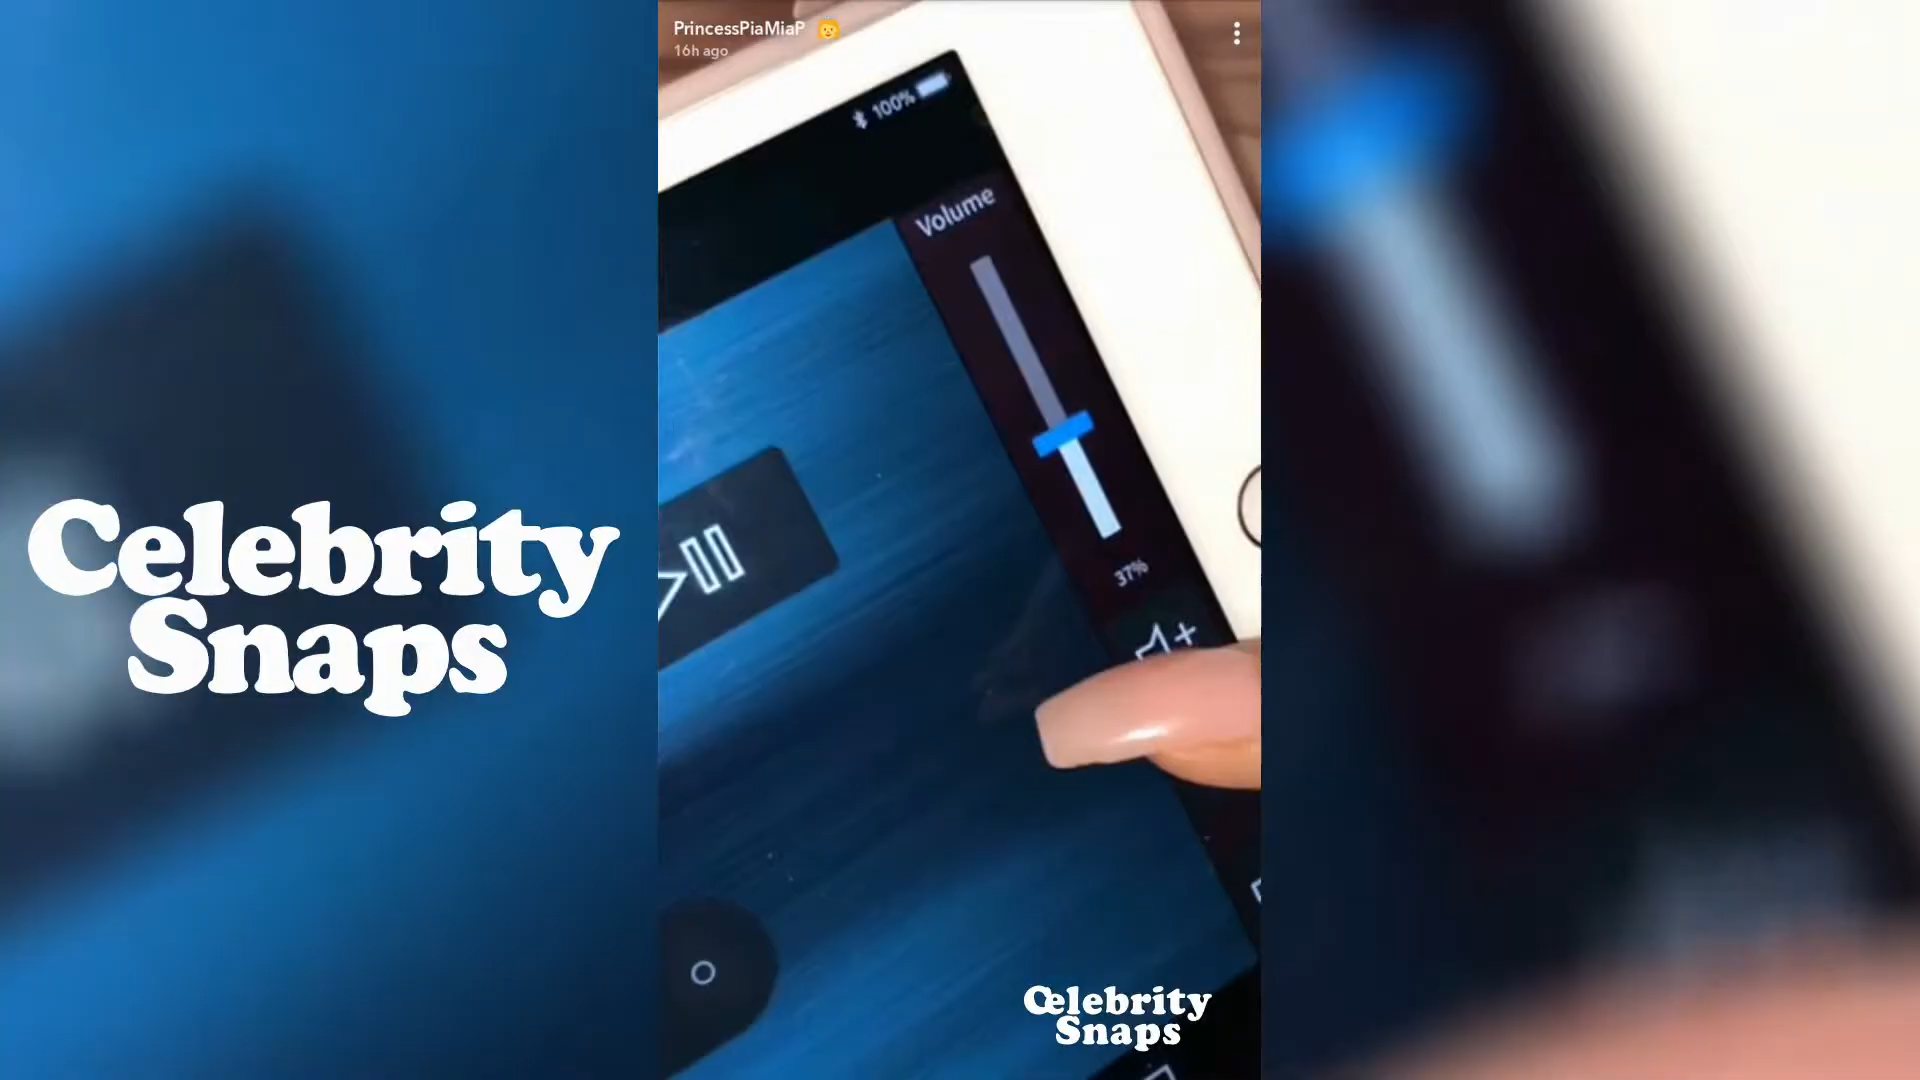 PrincessPiaMiaP
16h ago
100%
Volume
37%
Celebrity
Snaps
Celebrity
Snaps